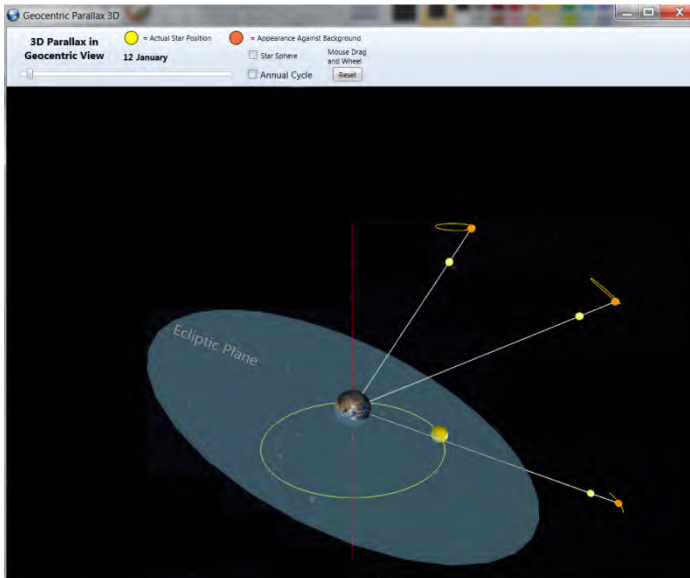 Geocentric Parallax 3D
3D Parallax in
Geocentric View
= Actual Star Position
= Appearance Against Background
12 January
Star Sphere
Mouse Drag
and Wheel
Annual Cycle
Reset
Ecliptic Plane